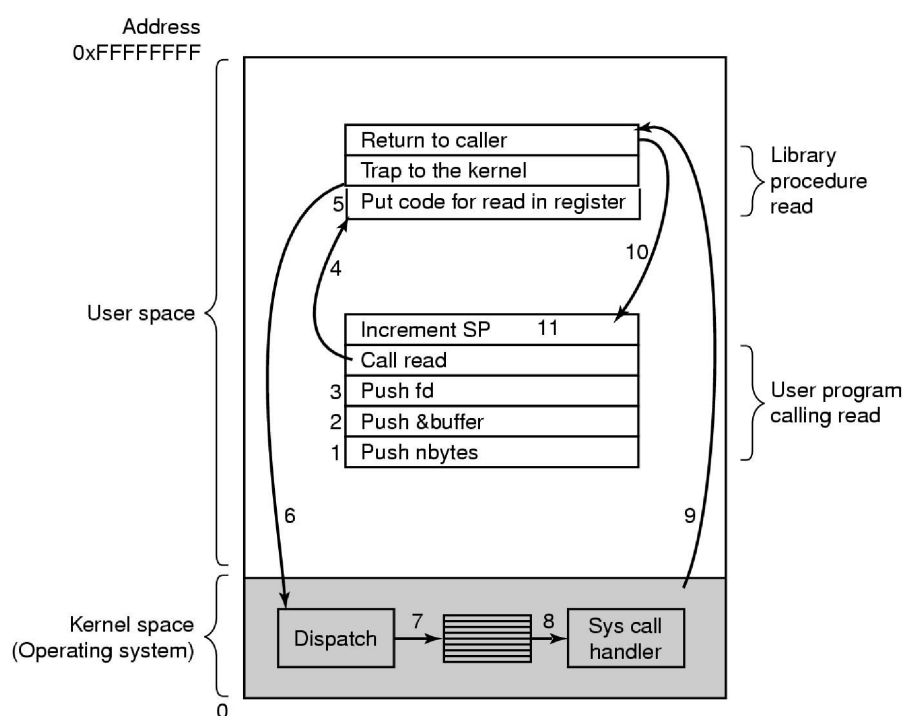 Address
0xFFFFFFFF
Return to caller
Trap to the kernel
5 Put code for read in register
Library
procedure
read
4
10
User space
Increment SP 11
Call read
3 Push fd
2 Push &buffer
1 Push nbytes
User program
calling read
6
9
Kernel space
(Operating system)
Dispatch
7
8
Sys call
handler
0